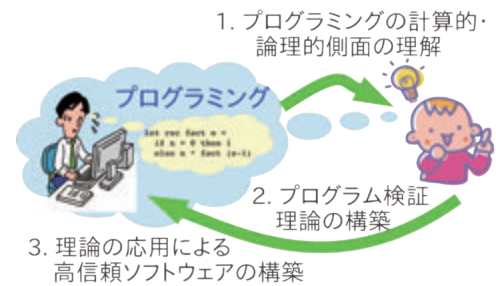 1. プログラミングの計算的・
論理的側面の理解
プログラミング
let rec fact n =
if n = 0 then 1
else n * fact (n-1)
2. プログラム検証
理論の構築
3. 理論の応用による
高信頼ソフトウェアの構築